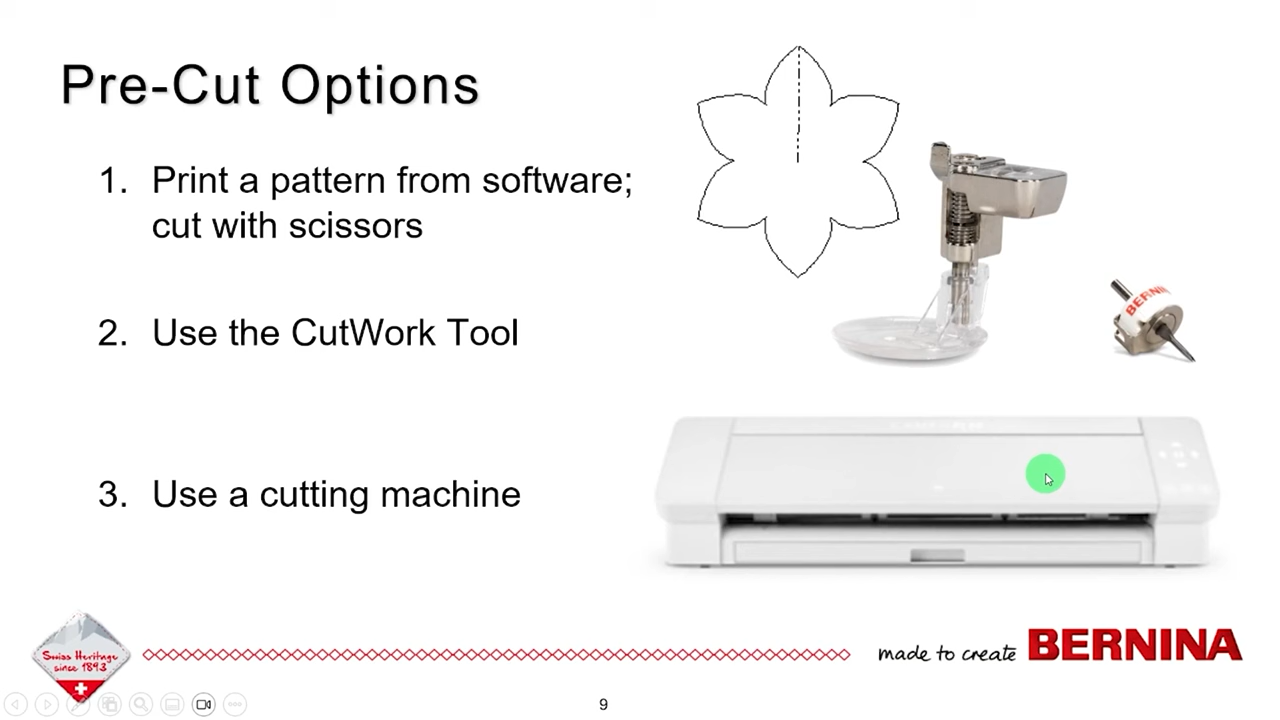 Pre-Cut Options
1. Print a pattern from software;
cut with scissors
2. Use the CutWork Tool
BERNIN
3. Use a cutting machine
Swiss Heritage
since 1893
made to create BERNINA
9